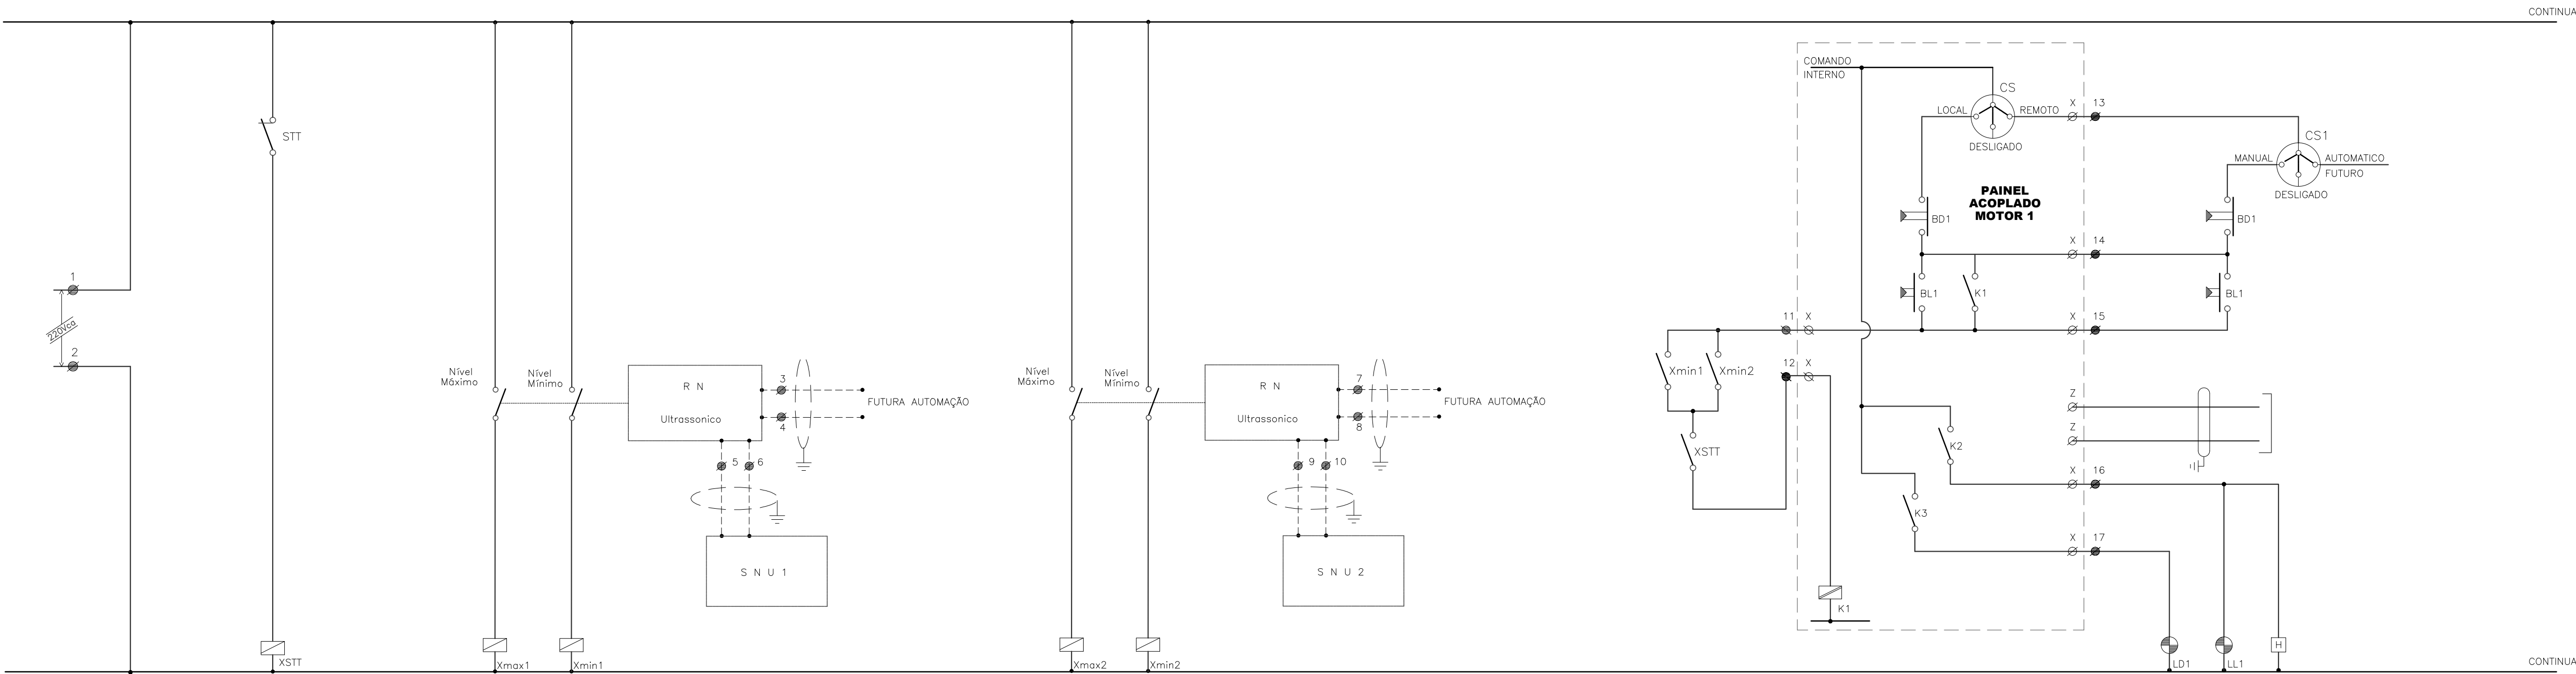 CONTINUA
1
220Vca
2
STT
XSTT
Nível
Máximo
Nível
Mínimo
Xmax1
Xmin1
R N
Ultrassonico
3
4
FUTURA AUTOMAÇÃO
5
6
S N U 1
Nível
Máximo
Nível
Mínimo
Xmax2
Xmin2
R N
Ultrassonico
7
8
FUTURA AUTOMAÇÃO
9
10
S N U 2
Xmin1
Xmin2
XSTT
11
X
12
X
COMANDO
INTERNO
CS
LOCAL
REMOTO
DESLIGADO
X
13
CS1
MANUAL
AUTOMATICO
FUTURO
DESLIGADO
PAINEL
ACOPLADO
MOTOR 1
BD1
BD1
X
14
BL1
K1
BL1
X
15
Z
Z
K2
X
16
K3
X
17
K1
LD1
LL1
H
CONTINUA